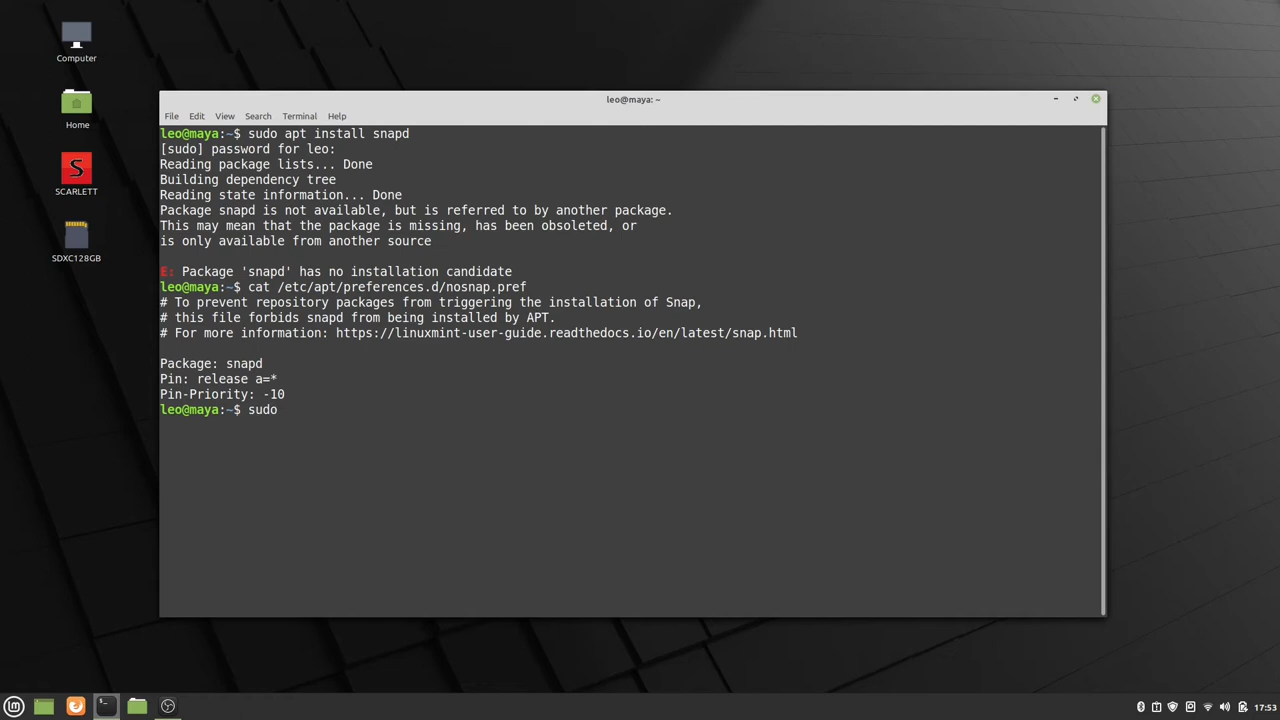 Computer
Home
SCARLETT
SDXC128GB
leo@maya: ~
File Edit View Search Terminal Help
leo@maya:~$ sudo apt install snapd
[sudo] password for leo:
Reading package lists... Done
Building dependency tree
Reading state information... Done
Package snapd is not available, but is referred to by another package.
This may mean that the package is missing, has been obsoleted, or
is only available from another source

E: Package 'snapd' has no installation candidate
leo@maya:~$ cat /etc/apt/preferences.d/nosnap.pref
# To prevent repository packages from triggering the installation of Snap,
# this file forbids snapd from being installed by APT.
# For more information: https://linuxmint-user-guide.readthedocs.io/en/latest/snap.html

Package: snapd
Pin: release a=*
Pin-Priority: -10
leo@maya:~$ sudo
17:53